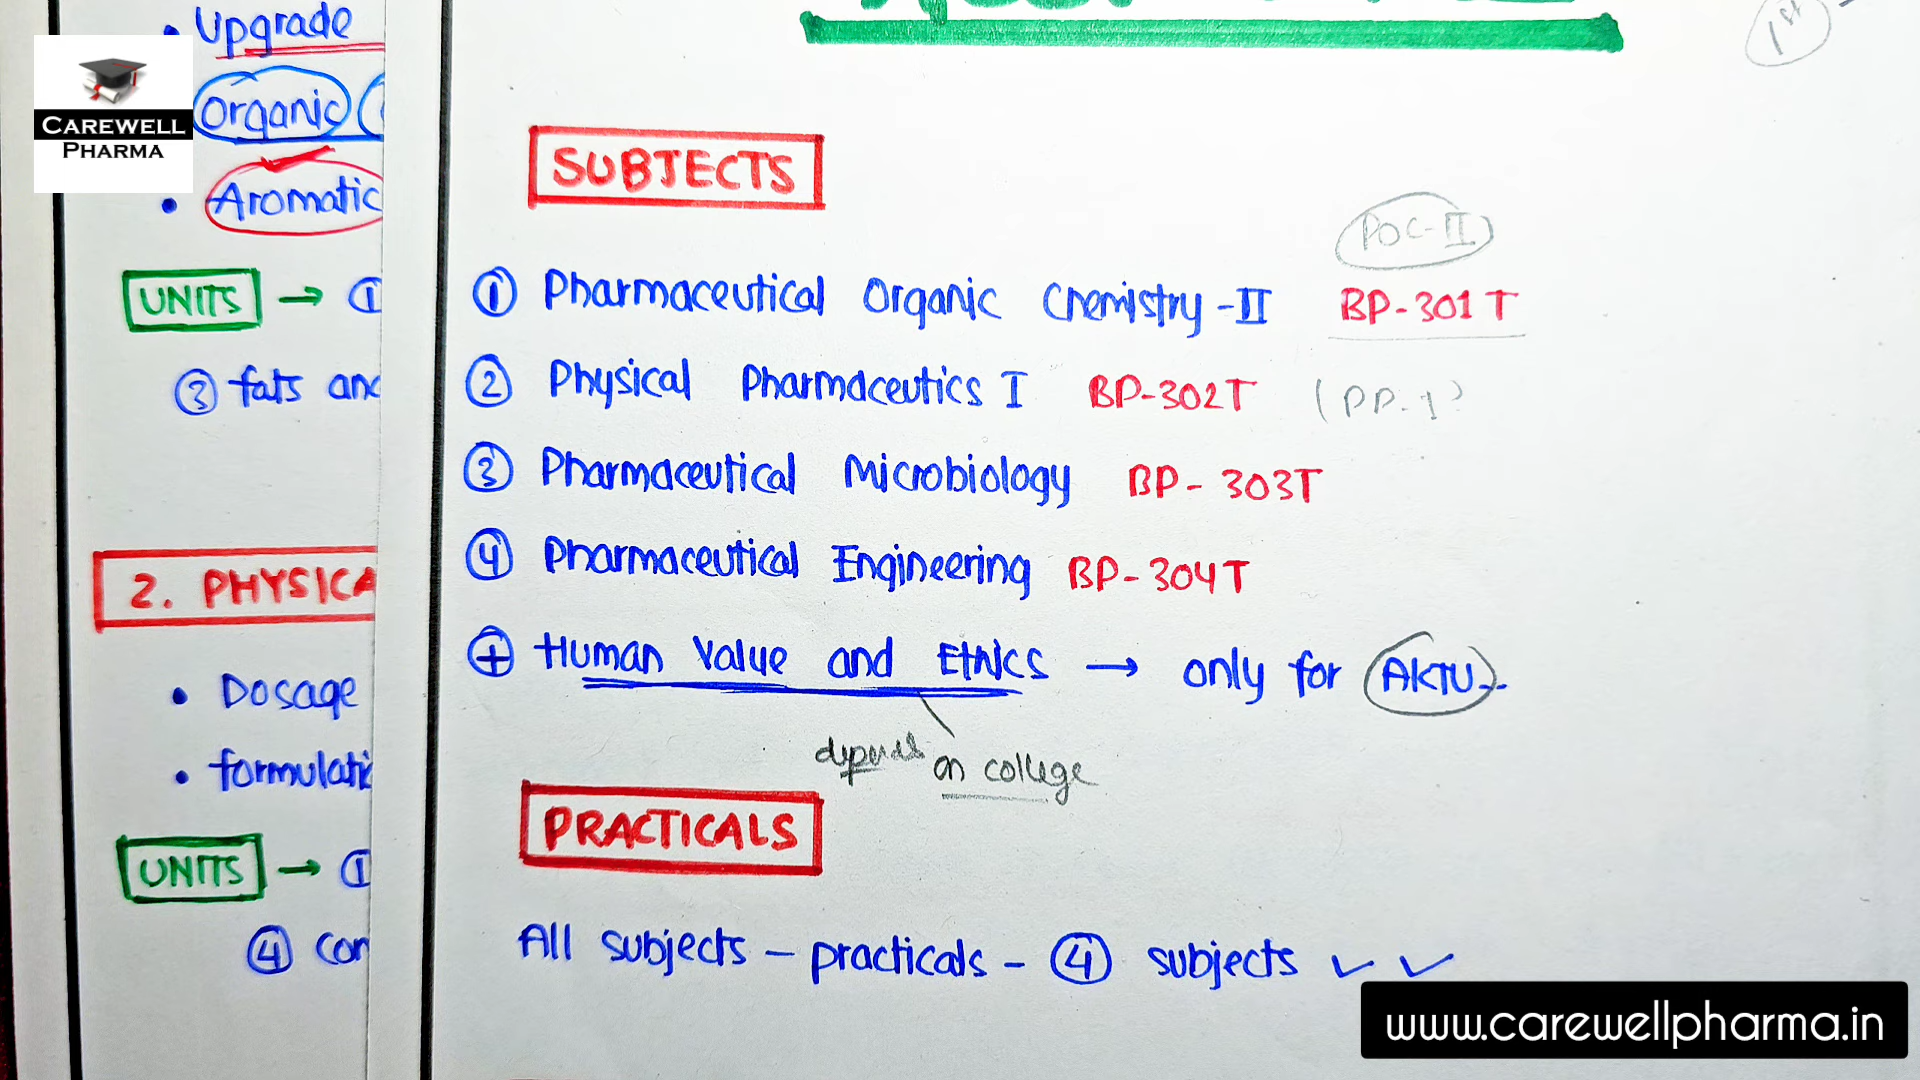 • Upgrade
Organic
• Aromatic
UNITS → ①
③ fats and
2. PHYSICA
• Dosage
• formulati
UNITS → ①
④ con
CAREWELL
PHARMA
1st
SUBJECTS
POC-II
① Pharmaceutical Organic Chemistry-II BP-301T
② Physical Pharmaceutics I BP-302T (PP-1)
③ Pharmaceutical Microbiology BP-303T
④ Pharmaceutical Engineering BP-304T
⊕ Human Value and Ethics → only for AKTU
depends on college
PRACTICALS
All subjects - practicals - ④ subjects ✓ ✓
www.carewellpharma.in